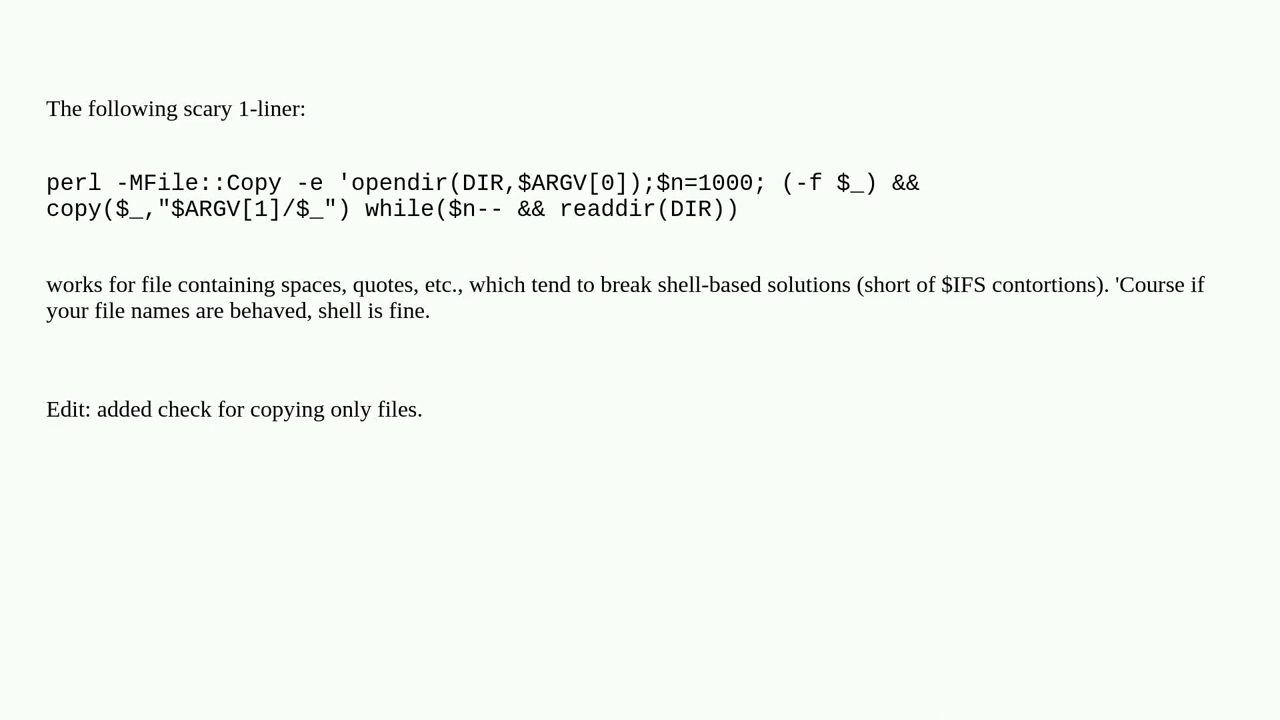 The following scary 1-liner:
perl -MFile::Copy -e 'opendir(DIR,$ARGV[0]);$n=1000; (-f $_) &&
copy($_,"$ARGV[1]/$_") while($n-- && readdir(DIR))
works for file containing spaces, quotes, etc., which tend to break shell-based solutions (short of $IFS contortions). 'Course if
your file names are behaved, shell is fine.
Edit: added check for copying only files.